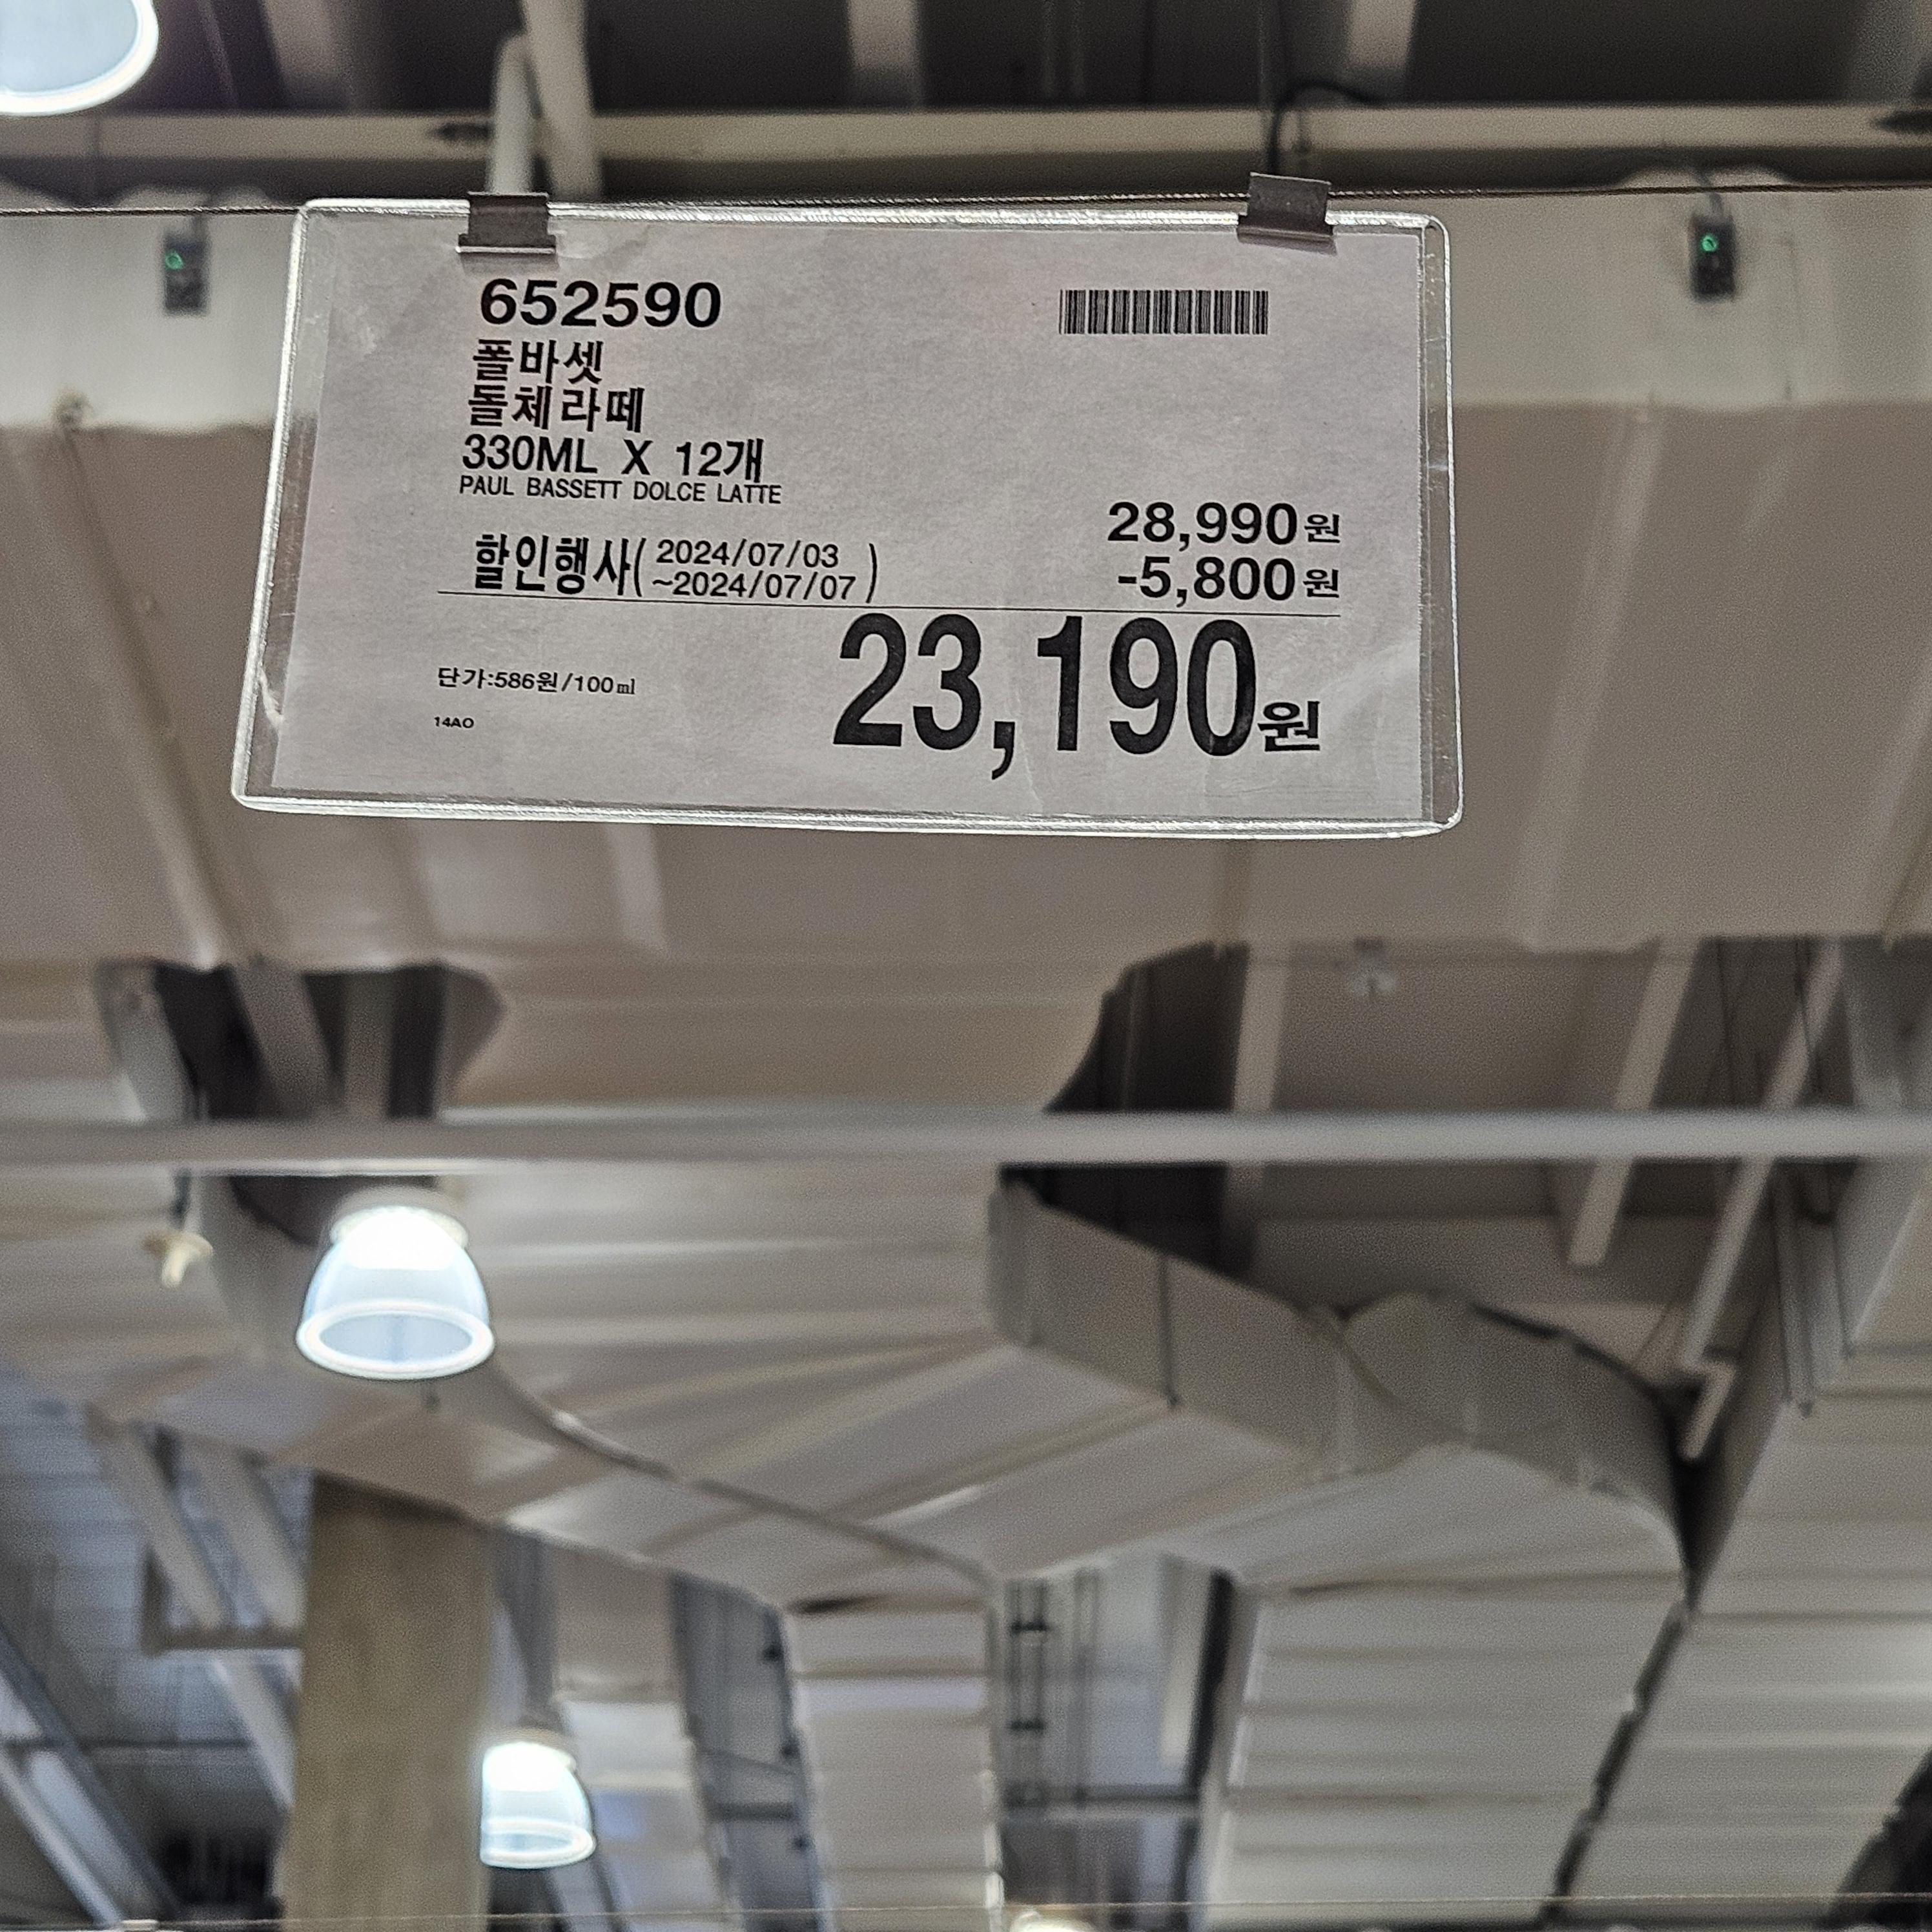 652590
폴바셋
돌체라떼
330ML X 12개
PAUL BASSETT DOLCE LATTE
28,990원
할인행사( 2024/07/03 ~2024/07/07 ) -5,800원
23,190원
단가:586원/100㎖
14AO